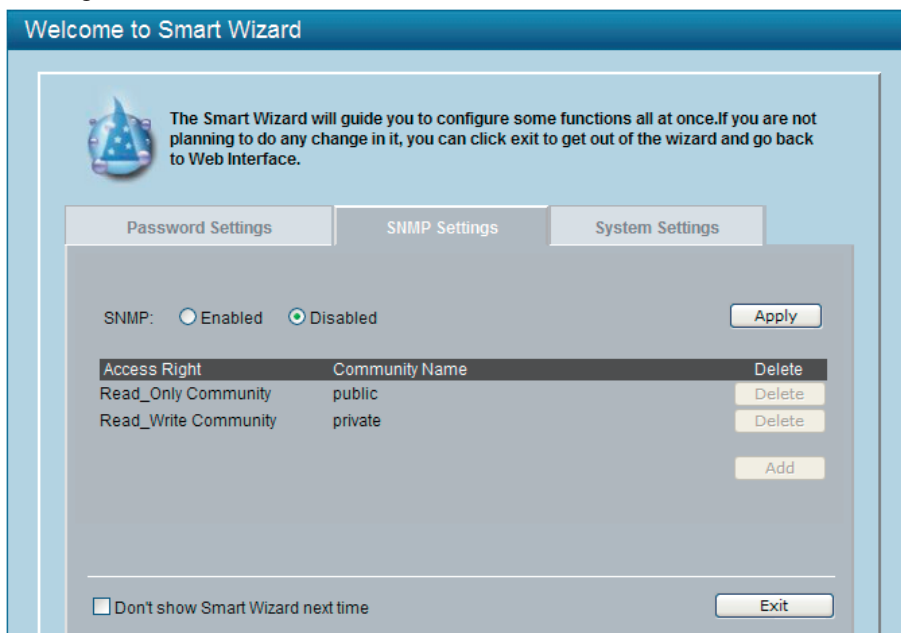 Welcome to Smart Wizard
The Smart Wizard will guide you to configure some functions all at once.If you are not
planning to do any change in it, you can click exit to get out of the wizard and go back
to Web Interface.
Password Settings SNMP Settings System Settings
SNMP: Enabled Disabled Apply
Access Right Community Name Delete
Read_Only Community public Delete
Read_Write Community private Delete
Add
Don't show Smart Wizard next time Exit